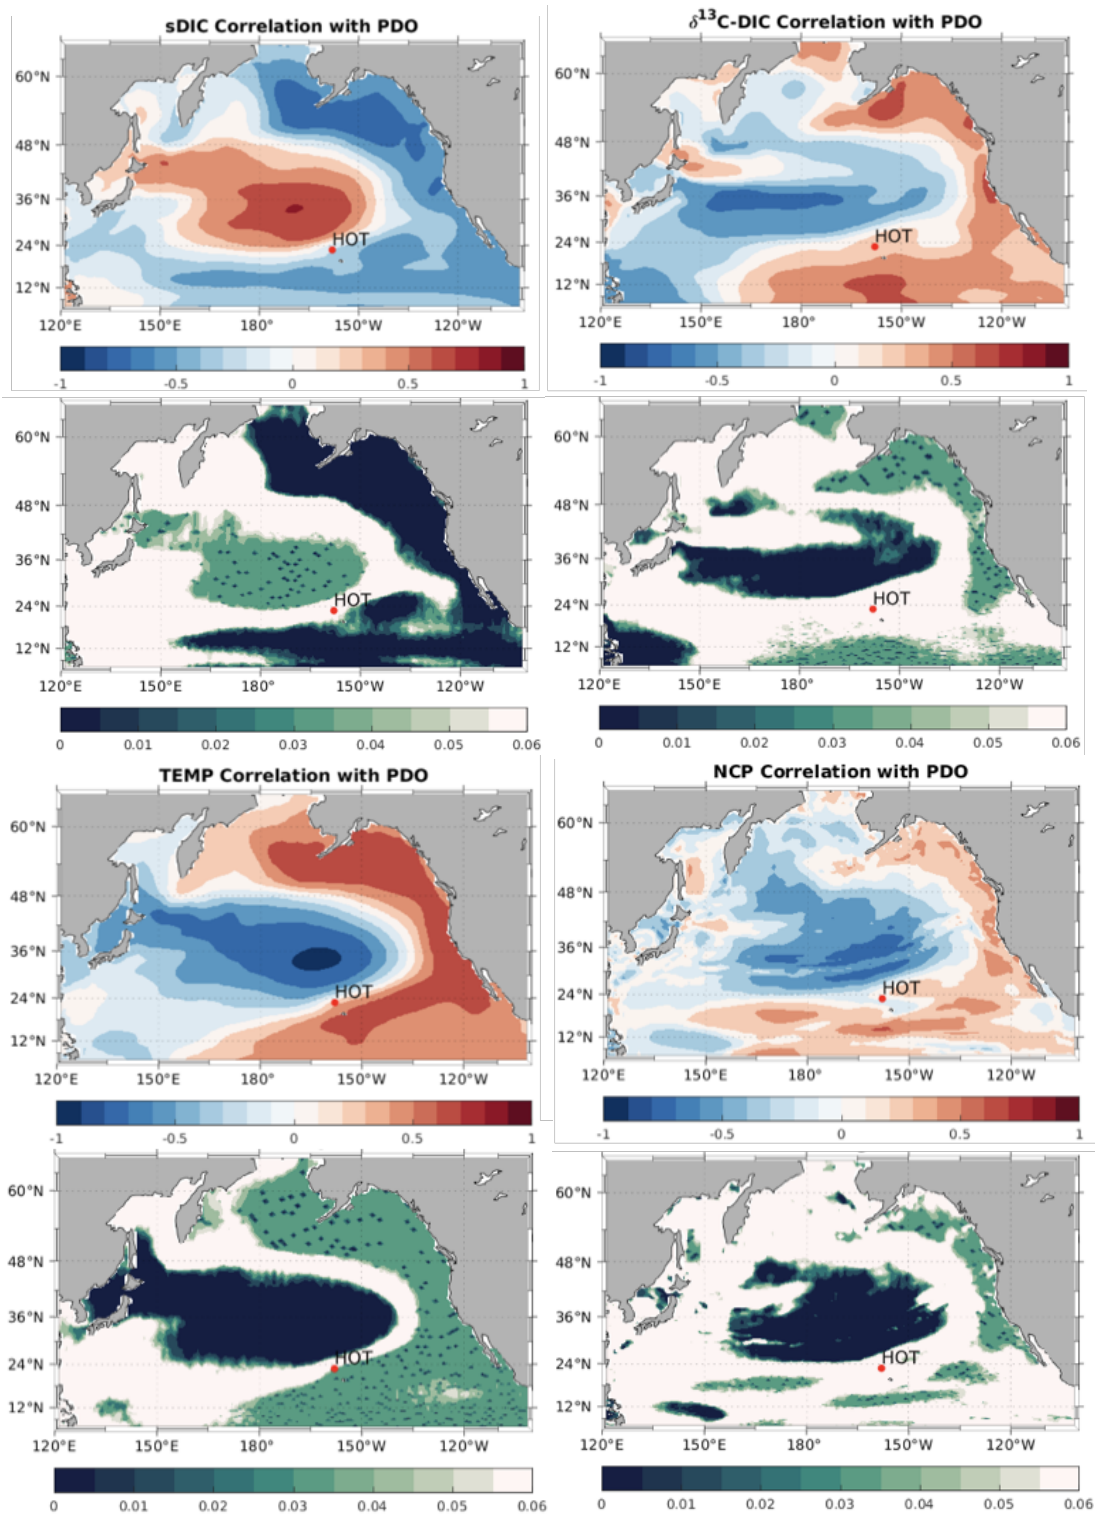 sDIC Correlation with PDO
60°N
48°N
36°N
24°N
12°N
HOT
120°E 150°E 180° 150°W 120°W
-1 -0.5 0 0.5 1
δ¹³C-DIC Correlation with PDO
60°N
48°N
36°N
24°N
12°N
HOT
120°E 150°E 180° 150°W 120°W
-1 -0.5 0 0.5 1
60°N
48°N
36°N
24°N
12°N
HOT
120°E 150°E 180° 150°W 120°W
0 0.01 0.02 0.03 0.04 0.05 0.06
60°N
48°N
36°N
24°N
12°N
HOT
120°E 150°E 180° 150°W 120°W
0 0.01 0.02 0.03 0.04 0.05 0.06
TEMP Correlation with PDO
60°N
48°N
36°N
24°N
12°N
HOT
120°E 150°E 180° 150°W 120°W
-1 -0.5 0 0.5 1
NCP Correlation with PDO
60°N
48°N
36°N
24°N
12°N
HOT
120°E 150°E 180° 150°W 120°W
-1 -0.5 0 0.5 1
60°N
48°N
36°N
24°N
12°N
HOT
120°E 150°E 180° 150°W 120°W
0 0.01 0.02 0.03 0.04 0.05 0.06
60°N
48°N
36°N
24°N
12°N
HOT
120°E 150°E 180° 150°W 120°W
0 0.01 0.02 0.03 0.04 0.05 0.06